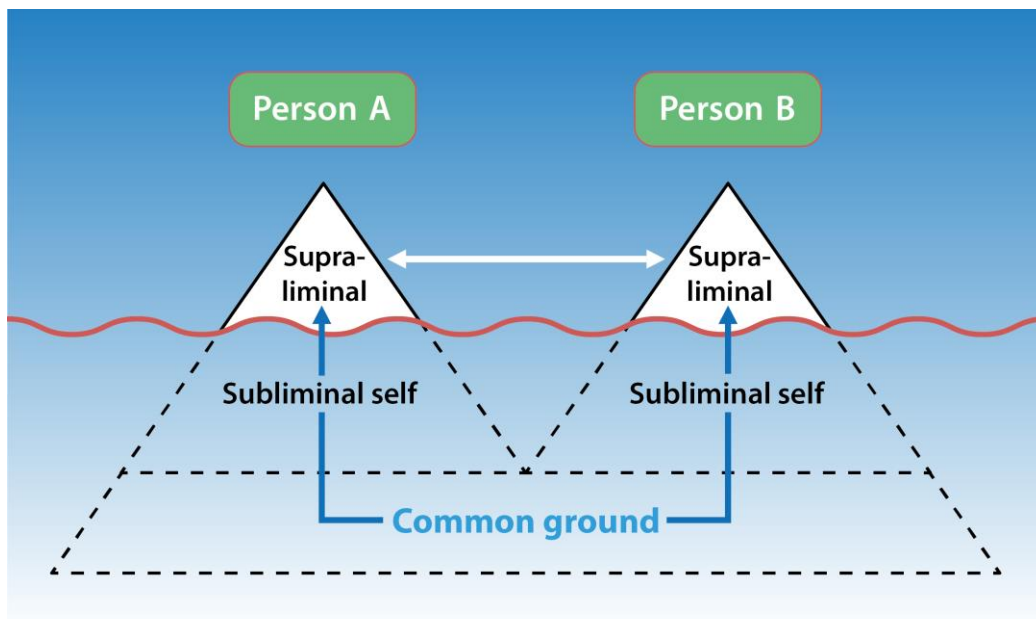 Person A
Person B
Supra-
liminal
Supra-
liminal
Subliminal self
Subliminal self
Common ground